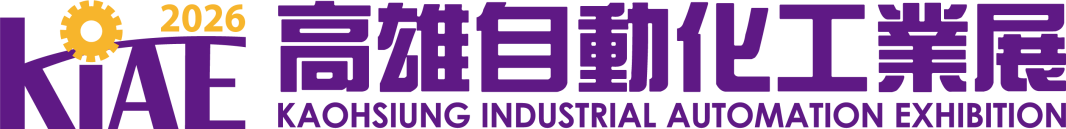 2026
KIAE
高雄自動化工業展
KAOHSIUNG INDUSTRIAL AUTOMATION EXHIBITION